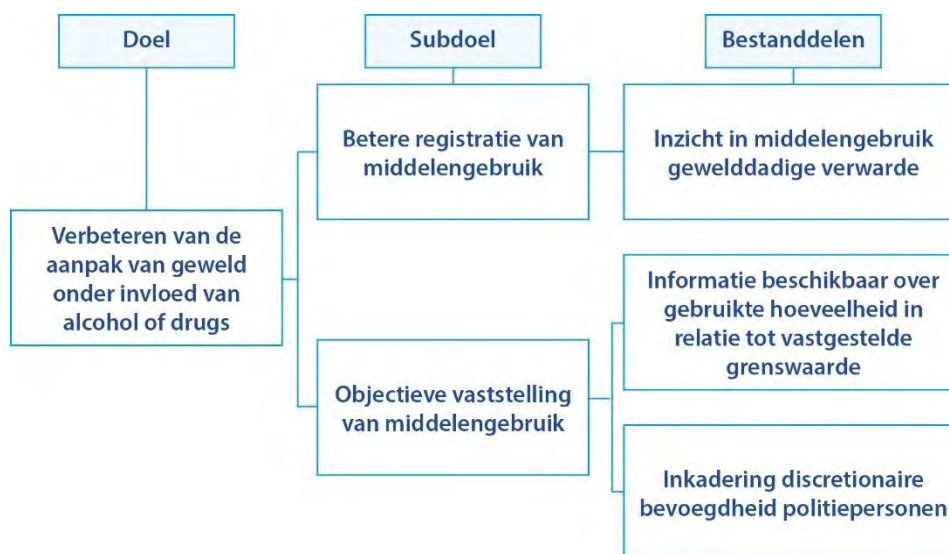 Doel
Subdoel
Bestanddelen
Betere registratie van
middelengebruik
Inzicht in middelengebruik
gewelddadige verwarde
Verbeteren van de
aanpak van geweld
onder invloed van
alcohol of drugs
Informatie beschikbaar over
gebruikte hoeveelheid in
relatie tot vastgestelde
grenswaarde
Objectieve vaststelling
van middelengebruik
Inkadering discretionaire
bevoegdheid politiepersonen